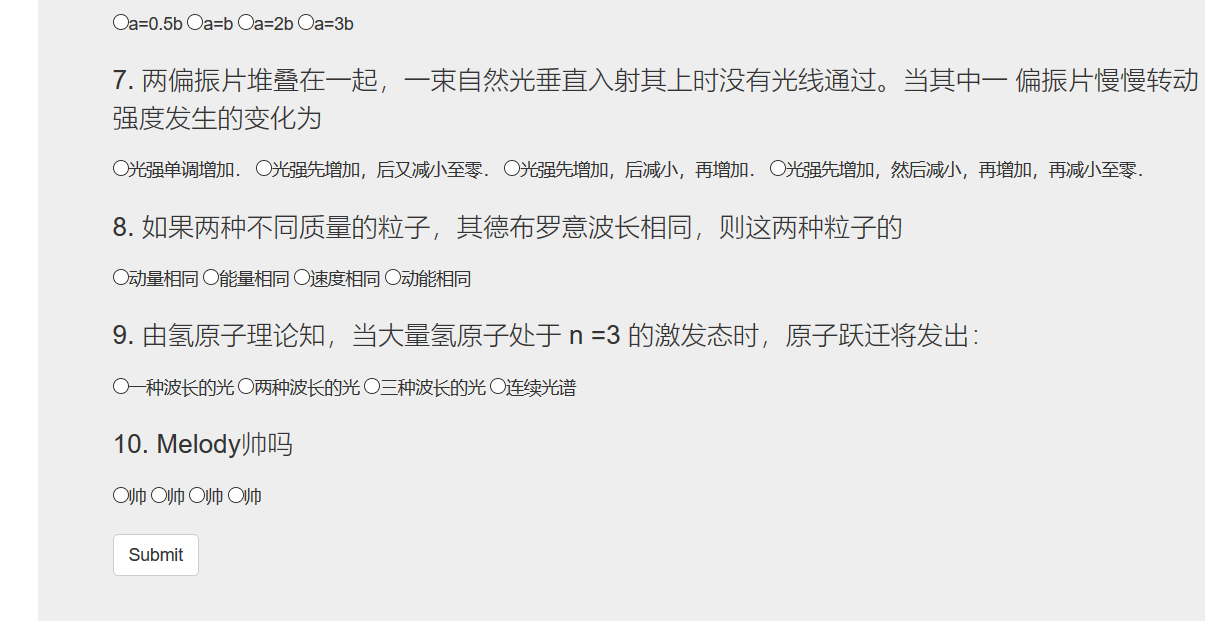 a=0.5b a=b a=2b a=3b
7. 两偏振片堆叠在一起，一束自然光垂直入射其上时没有光线通过。当其中一 偏振片慢慢转动
强度发生的变化为
光强单调增加． 光强先增加，后又减小至零． 光强先增加，后减小，再增加． 光强先增加，然后减小，再增加，再减小至零．
8. 如果两种不同质量的粒子，其德布罗意波长相同，则这两种粒子的
动量相同 能量相同 速度相同 动能相同
9. 由氢原子理论知，当大量氢原子处于 n =3 的激发态时，原子跃迁将发出：
一种波长的光 两种波长的光 三种波长的光 连续光谱
10. Melody帅吗
帅 帅 帅 帅
Submit